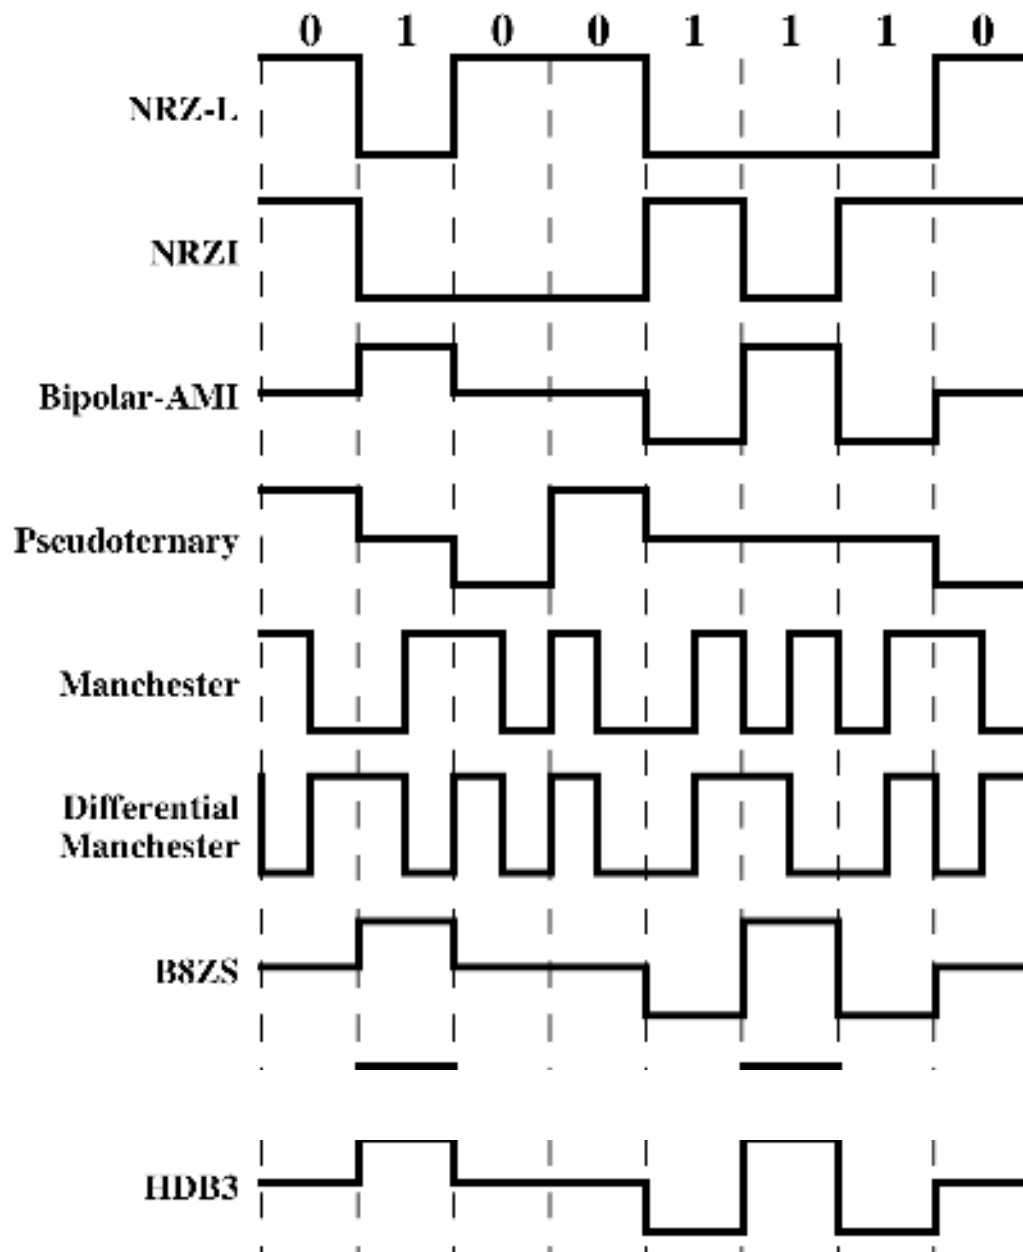 0 1 0 0 1 1 1 0
NRZ-L
NRZI
Bipolar-AMI
Pseudoternary
Manchester
Differential
Manchester
B8ZS
HDB3